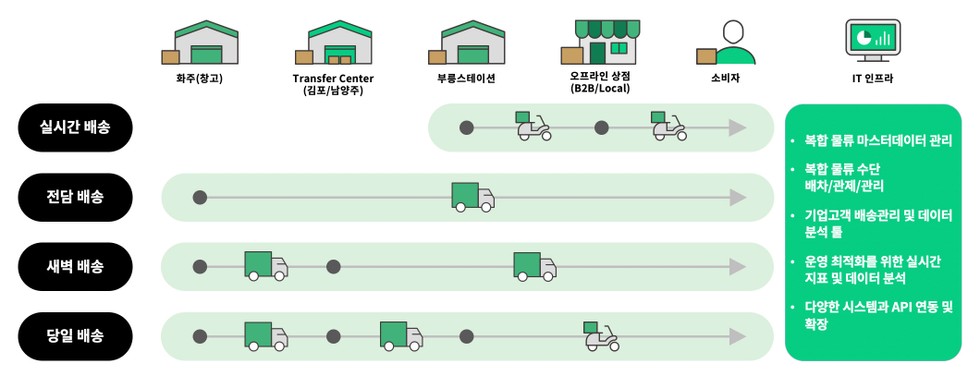 화주(창고)
Transfer Center
(김포/남양주)
부릉스테이션
오프라인 상점
(B2B/Local)
소비자
IT 인프라
실시간 배송
전담 배송
새벽 배송
당일 배송
• 복합 물류 마스터데이터 관리
• 복합 물류 수단
배차/관제/관리
• 기업고객 배송관리 및 데이터
분석 툴
• 운영 최적화를 위한 실시간
지표 및 데이터 분석
• 다양한 시스템과 API 연동 및
확장